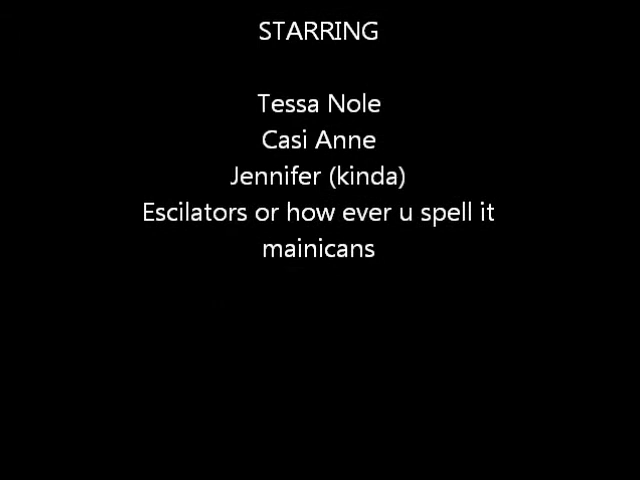 STARRING
Tessa Nole
Casi Anne
Jennifer (kinda)
Escilators or how ever u spell it
mainicans